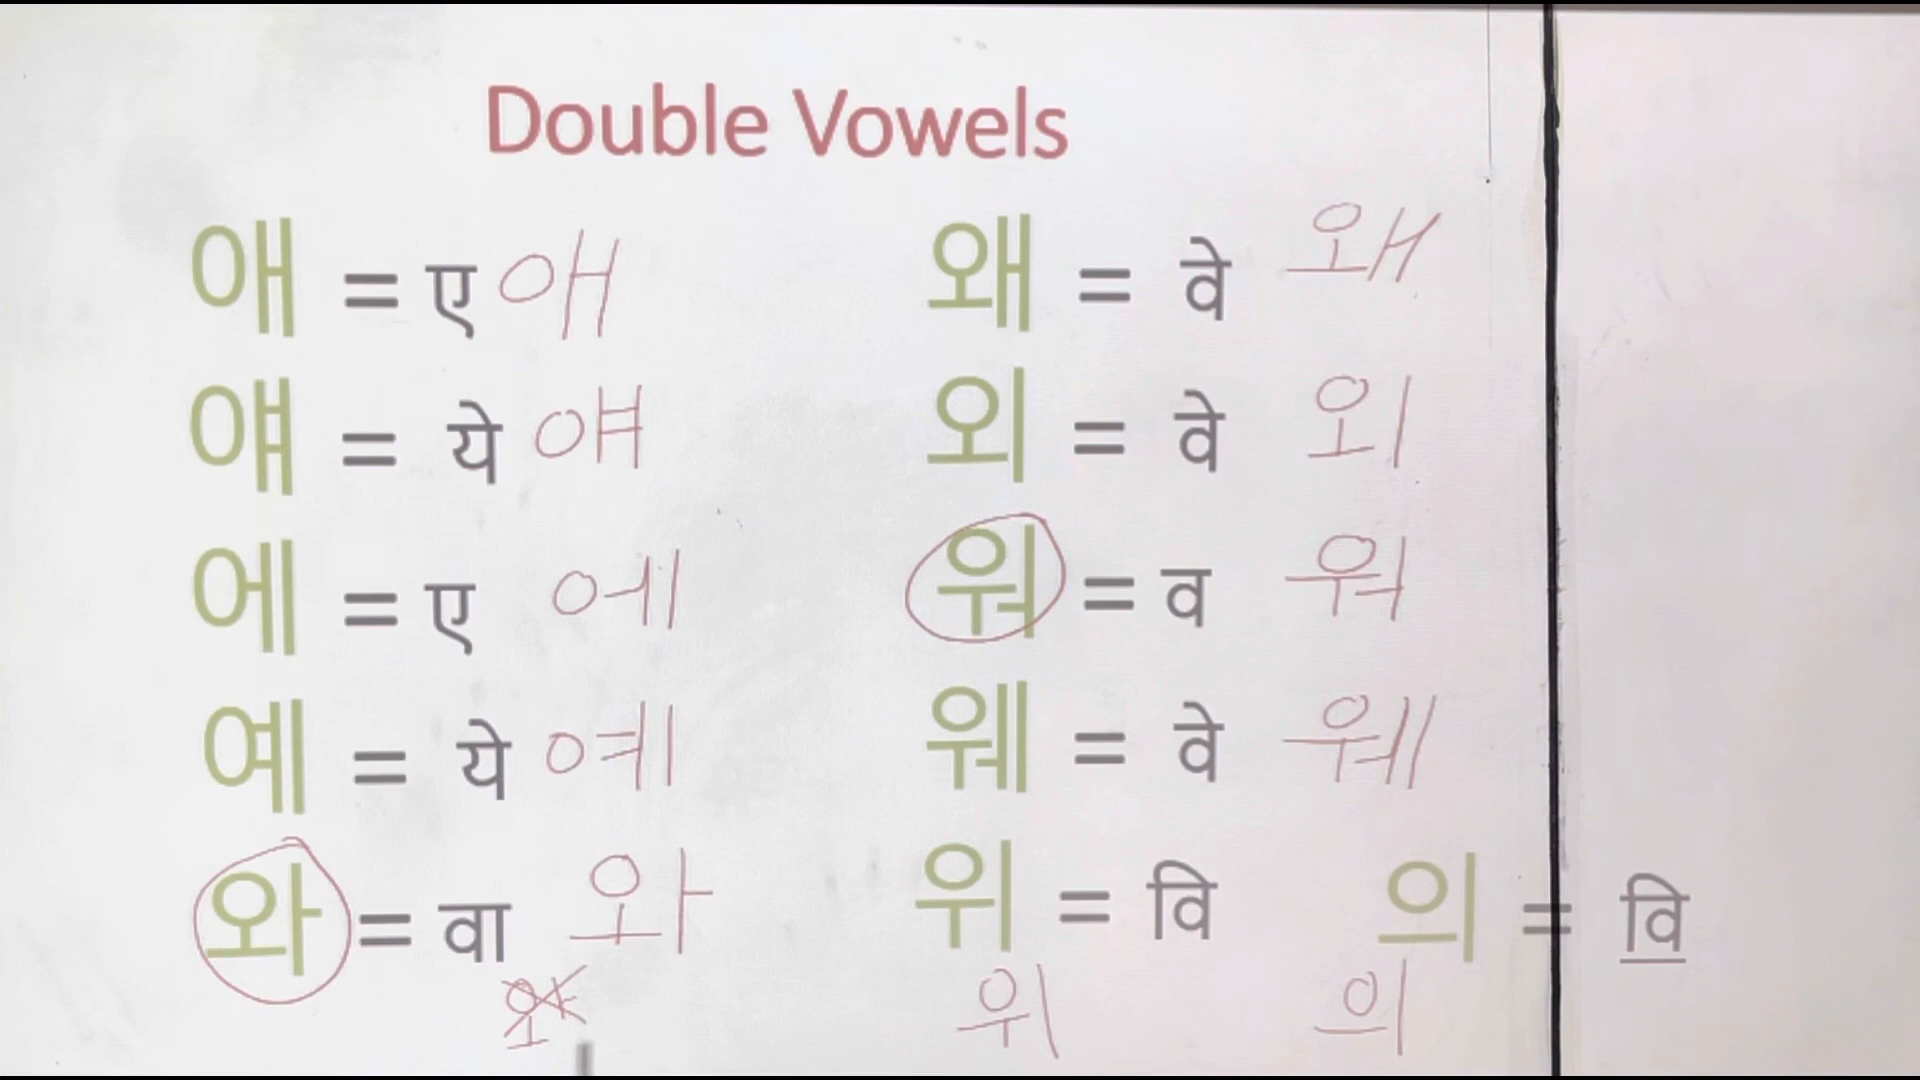 Double Vowels
애 = ए 애 왜 = वे 왜
얘 = ये 얘 외 = वे 외
에 = ए 에 워 = व 워
예 = ये 예 웨 = वे 웨
와 = वा 와 위 = वि 의 = वि
위 의